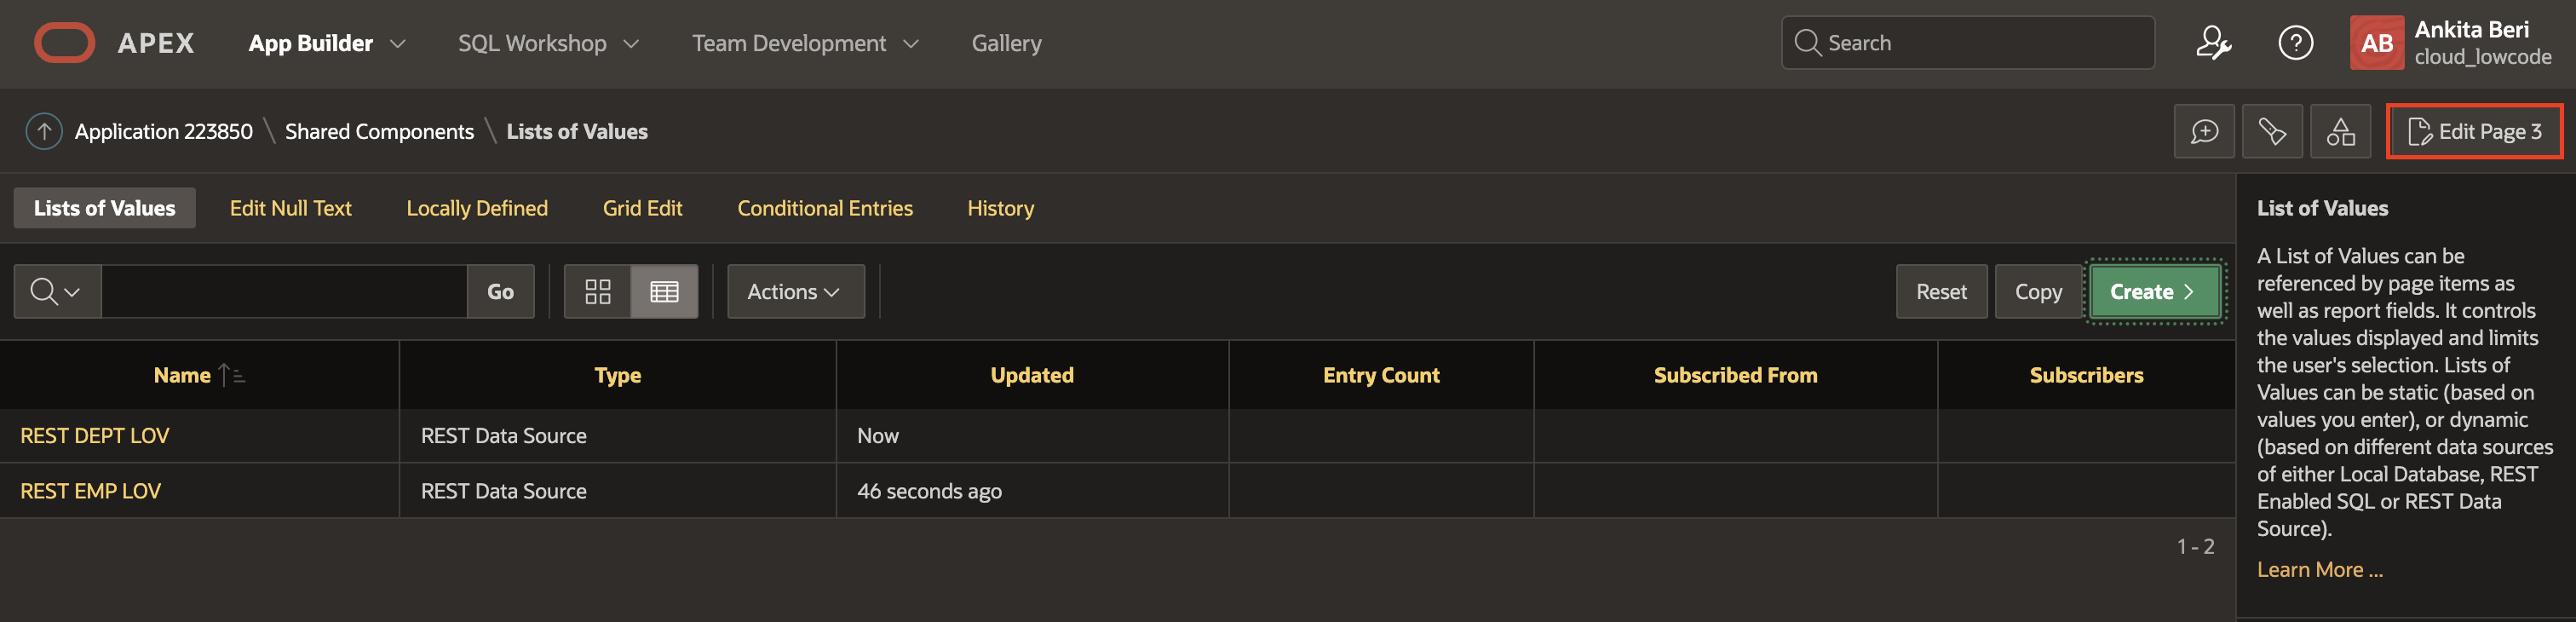 APEX App Builder SQL Workshop Team Development Gallery Search ? AB Ankita Beri
cloud_lowcode
Application 223850 \ Shared Components \ Lists of Values Edit Page 3
Lists of Values Edit Null Text Locally Defined Grid Edit Conditional Entries History
Go Actions Reset Copy Create
Name Type Updated Entry Count Subscribed From Subscribers
REST DEPT LOV REST Data Source Now
REST EMP LOV REST Data Source 46 seconds ago
1 - 2
List of Values
A List of Values can be
referenced by page items as
well as report fields. It controls
the values displayed and limits
the user's selection. Lists of
Values can be static (based on
values you enter), or dynamic
(based on different data sources
of either Local Database, REST
Enabled SQL or REST Data
Source).
Learn More ...